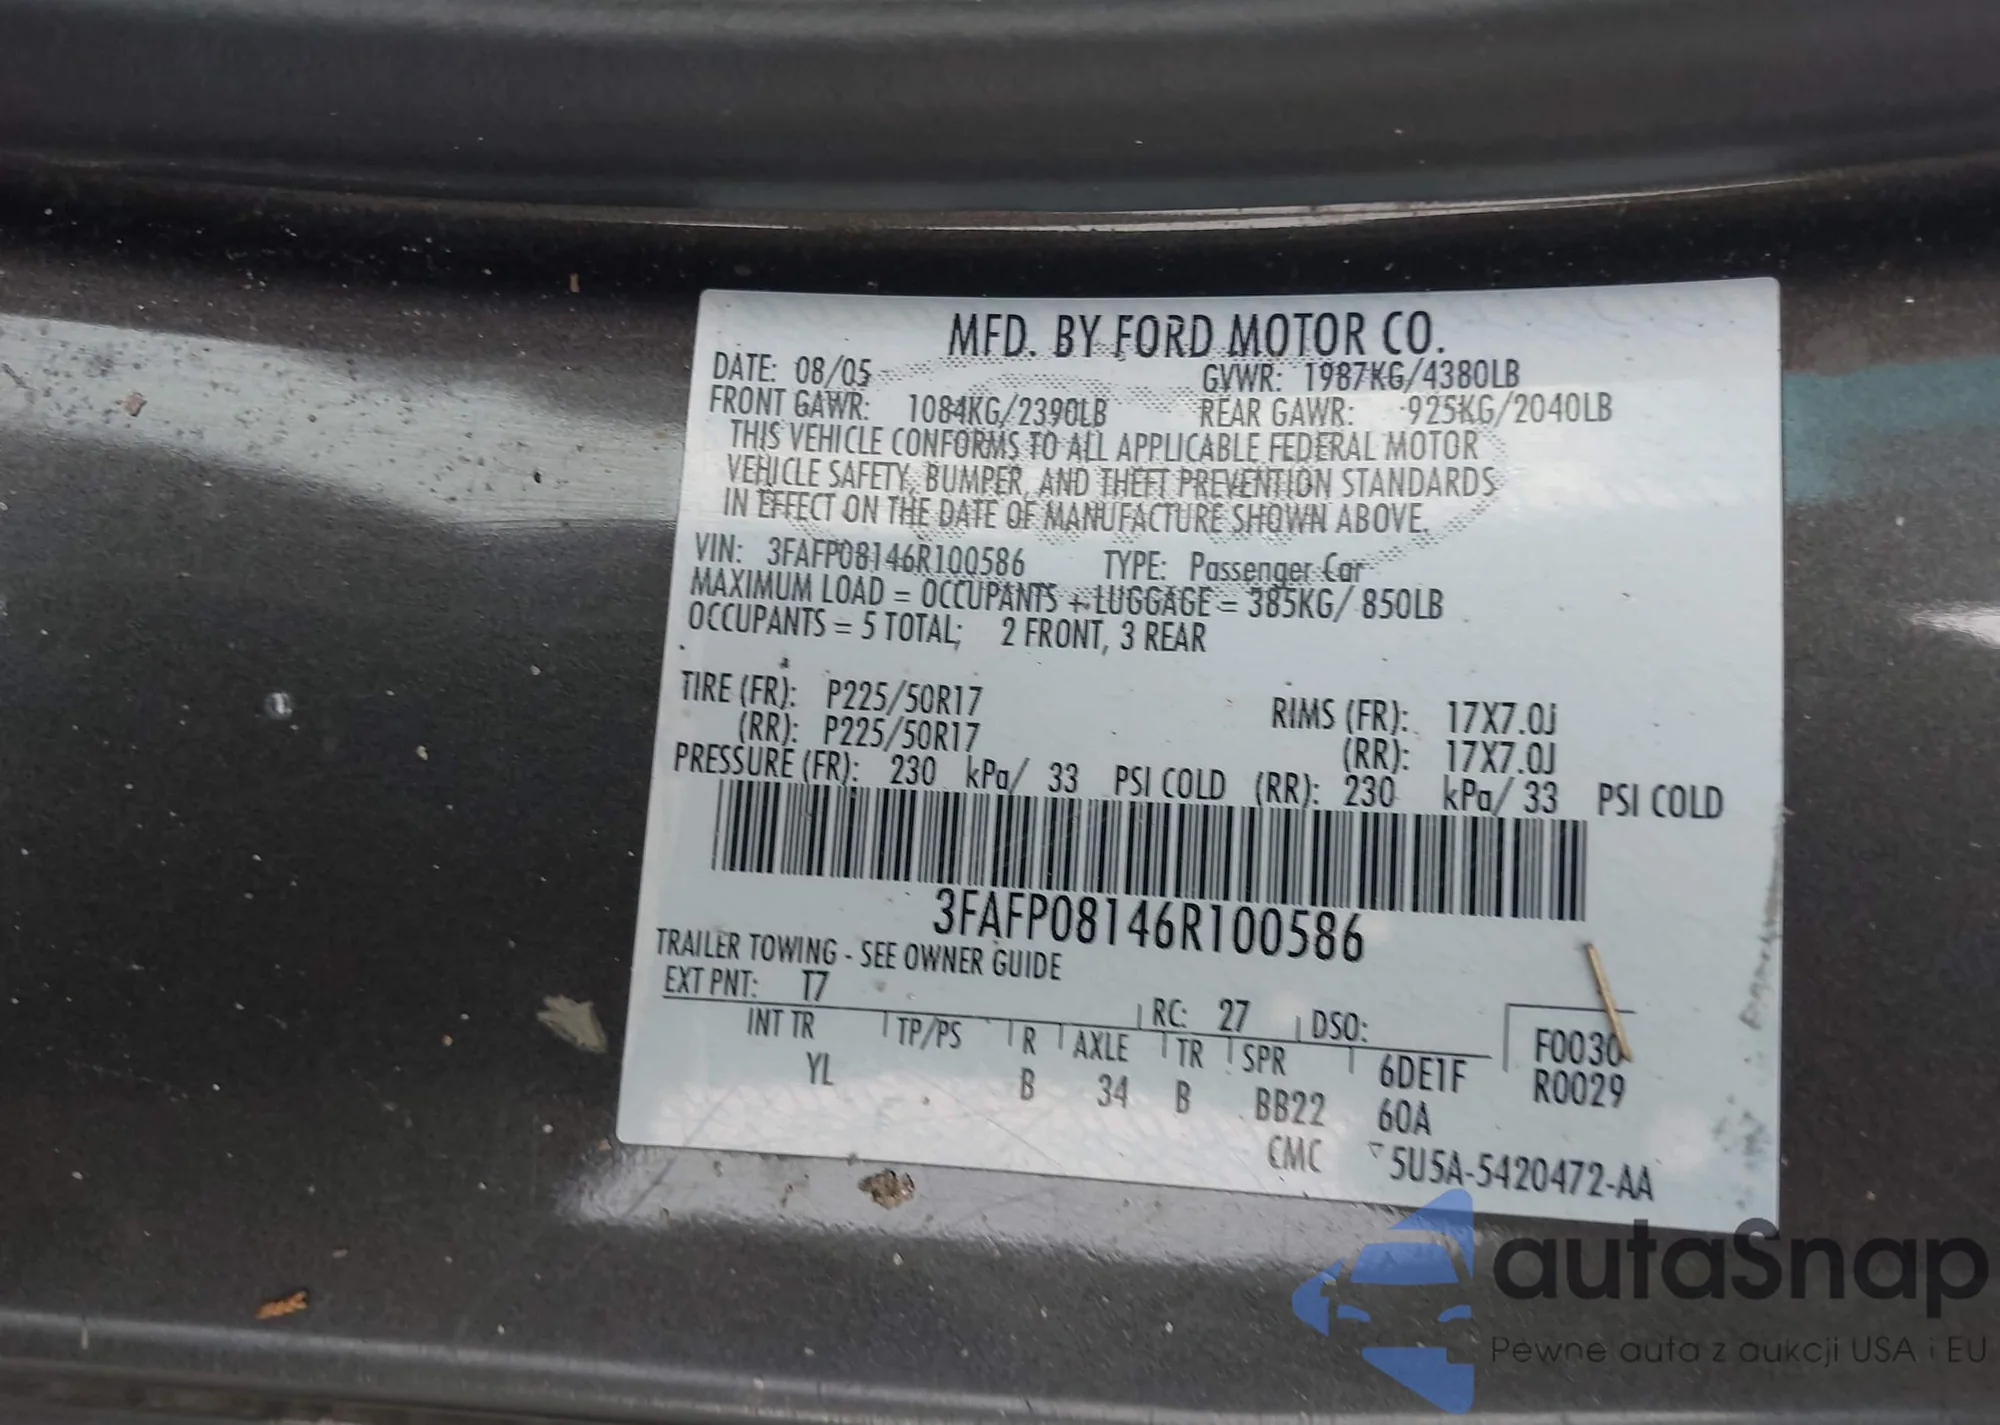 MFD. BY FORD MOTOR CO.
DATE: 08/05 GVWR: 1987KG/4380LB
FRONT GAWR: 1084KG/2390LB REAR GAWR: 925KG/2040LB
THIS VEHICLE CONFORMS TO ALL APPLICABLE FEDERAL MOTOR
VEHICLE SAFETY, BUMPER, AND THEFT PREVENTION STANDARDS
IN EFFECT ON THE DATE OF MANUFACTURE SHOWN ABOVE.
VIN: 3FAFP08146R100586 TYPE: Passenger Car
MAXIMUM LOAD = OCCUPANTS + LUGGAGE = 385KG/ 850LB
OCCUPANTS = 5 TOTAL; 2 FRONT, 3 REAR
TIRE (FR): P225/50R17 RIMS (FR): 17X7.0J
(RR): P225/50R17 (RR): 17X7.0J
PRESSURE (FR): 230 kPa/ 33 PSI COLD (RR): 230 kPa/ 33 PSI COLD
3FAFP08146R100586
TRAILER TOWING - SEE OWNER GUIDE
EXT PNT: T7 RC: 27 DSO: F0030
INT TR TP/PS R AXLE TR SPR 6DE1F R0029
YL B 34 B BB22 60A
CMC 5U5A-5420472-AA
autaSnap
Pewne auta z aukcji USA i EU